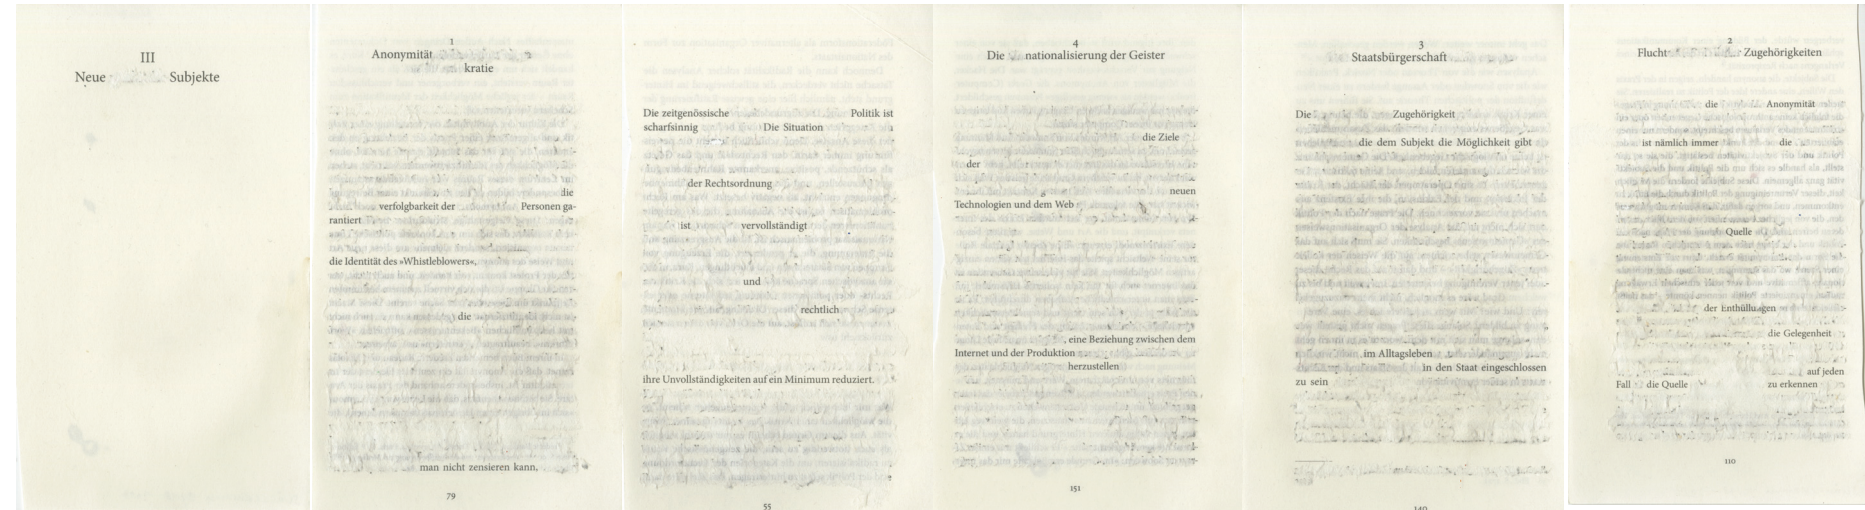 III
Neue Subjekte
1
Anonymität
kratie
die
verfolgbarkeit der Personen ga-
rantiert
die Identität des »Whistleblowers«,
die
man nicht zensieren kann,
79
Die zeitgenössische Politik ist
scharfsinnig Die Situation
der Rechtsordnung
ist vervollständigt
und
rechtlich
ihre Unvollständigkeiten auf ein Minimum reduziert.
55
4
Die nationalisierung der Geister
die Ziele
der
neuen
Technologien und dem Web
, eine Beziehung zwischen dem
Internet und der Produktion
herzustellen
151
3
Staatsbürgerschaft
Die Zugehörigkeit
die dem Subjekt die Möglichkeit gibt
im Alltagsleben
in den Staat eingeschlossen
zu sein
140
2
Flucht Zugehörigkeiten
die Anonymität
ist nämlich immer die
Quelle
der Enthüllungen
die Gelegenheit
auf jeden
Fall die Quelle zu erkennen
110